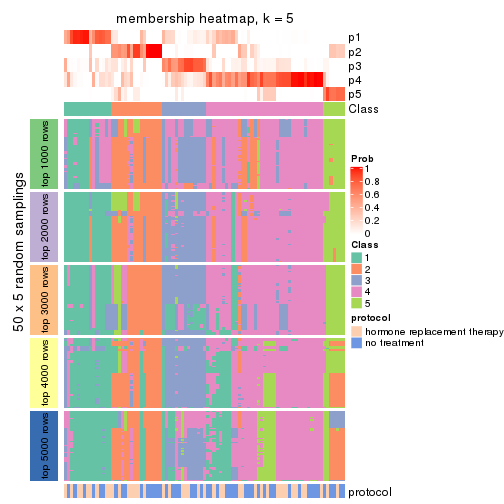 membership heatmap, k = 5
p1
p2
p3
p4
p5
Class
50 x 5 random samplings
top 1000 rows
top 2000 rows
top 3000 rows
top 4000 rows
top 5000 rows
protocol
Prob
1
0.8
0.6
0.4
0.2
0
Class
1
2
3
4
5
protocol
hormone replacement therapy
no treatment